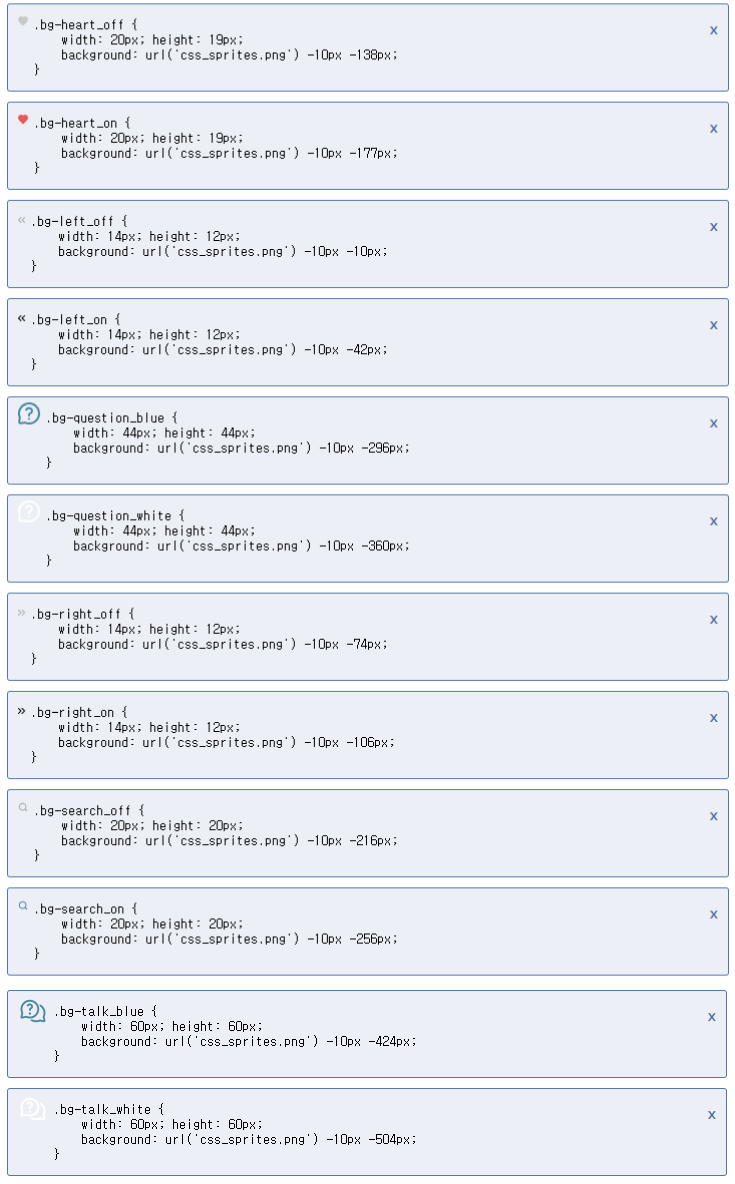 .bg-heart_off {
width: 20px; height: 19px;
background: url('css_sprites.png') -10px -138px;
}
x
.bg-heart_on {
width: 20px; height: 19px;
background: url('css_sprites.png') -10px -177px;
}
x
.bg-left_off {
width: 14px; height: 12px;
background: url('css_sprites.png') -10px -10px;
}
x
.bg-left_on {
width: 14px; height: 12px;
background: url('css_sprites.png') -10px -42px;
}
x
.bg-question_blue {
width: 44px; height: 44px;
background: url('css_sprites.png') -10px -296px;
}
x
.bg-question_white {
width: 44px; height: 44px;
background: url('css_sprites.png') -10px -360px;
}
x
.bg-right_off {
width: 14px; height: 12px;
background: url('css_sprites.png') -10px -74px;
}
x
.bg-right_on {
width: 14px; height: 12px;
background: url('css_sprites.png') -10px -106px;
}
x
.bg-search_off {
width: 20px; height: 20px;
background: url('css_sprites.png') -10px -216px;
}
x
.bg-search_on {
width: 20px; height: 20px;
background: url('css_sprites.png') -10px -256px;
}
x
.bg-talk_blue {
width: 60px; height: 60px;
background: url('css_sprites.png') -10px -424px;
}
x
.bg-talk_white {
width: 60px; height: 60px;
background: url('css_sprites.png') -10px -504px;
}
x